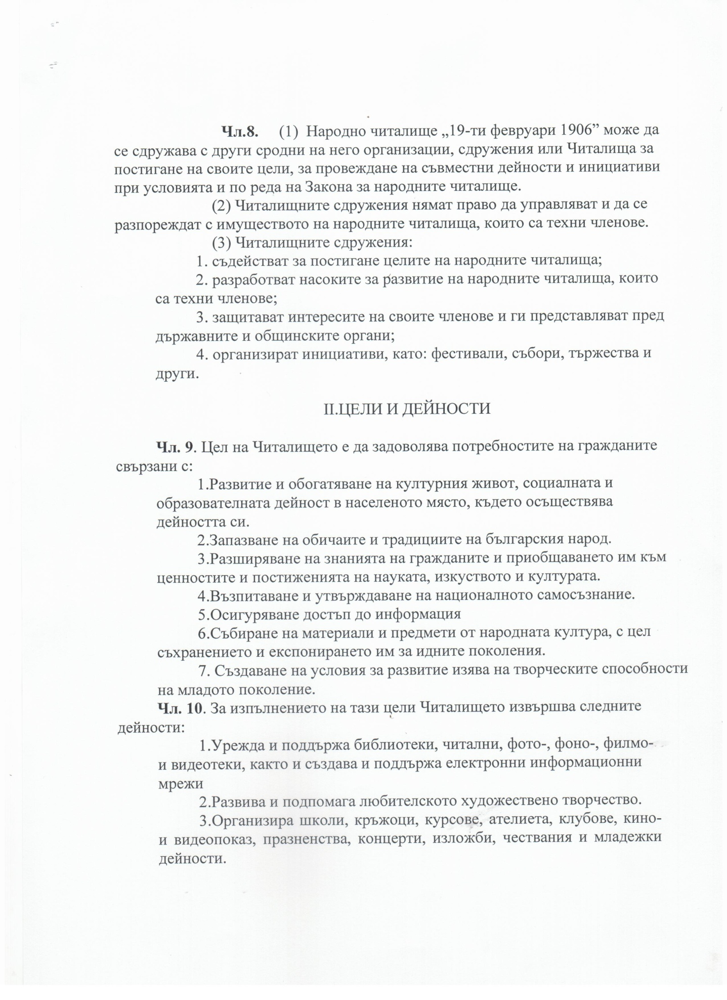 Чл.8. (1) Народно читалище „19-ти февруари 1906” може да
се сдружава с други сродни на него организации, сдружения или Читалища за
постигане на своите цели, за провеждане на съвместни дейности и инициативи
при условията и по реда на Закона за народните читалище.
(2) Читалищните сдружения нямат право да управляват и да се
разпореждат с имуществото на народните читалища, които са техни членове.
(3) Читалищните сдружения:
1. съдействат за постигане целите на народните читалища;
2. разработват насоките за развитие на народните читалища, които
са техни членове;
3. защитават интересите на своите членове и ги представляват пред
държавните и общинските органи;
4. организират инициативи, като: фестивали, събори, тържества и
други.
II.ЦЕЛИ И ДЕЙНОСТИ
Чл. 9. Цел на Читалището е да задоволява потребностите на гражданите
свързани с:
1.Развитие и обогатяване на културния живот, социалната и
образователната дейност в населеното място, където осъществява
дейността си.
2.Запазване на обичаите и традициите на българския народ.
3.Разширяване на знанията на гражданите и приобщаването им към
ценностите и постиженията на науката, изкуството и културата.
4.Възпитаване и утвърждаване на националното самосъзнание.
5.Осигуряване достъп до информация
6.Събиране на материали и предмети от народната култура, с цел
съхранението и експонирането им за идните поколения.
7. Създаване на условия за развитие изява на творческите способности
на младото поколение.
Чл. 10. За изпълнението на тази цели Читалището извършва следните
дейности:
1.Урежда и поддържа библиотеки, читални, фото-, фоно-, филмо-
и видеотеки, както и създава и поддържа електронни информационни
мрежи
2.Развива и подпомага любителското художествено творчество.
3.Организира школи, кръжоци, курсове, ателиета, клубове, кино-
и видеопоказ, празненства, концерти, изложби, чествания и младежки
дейности.